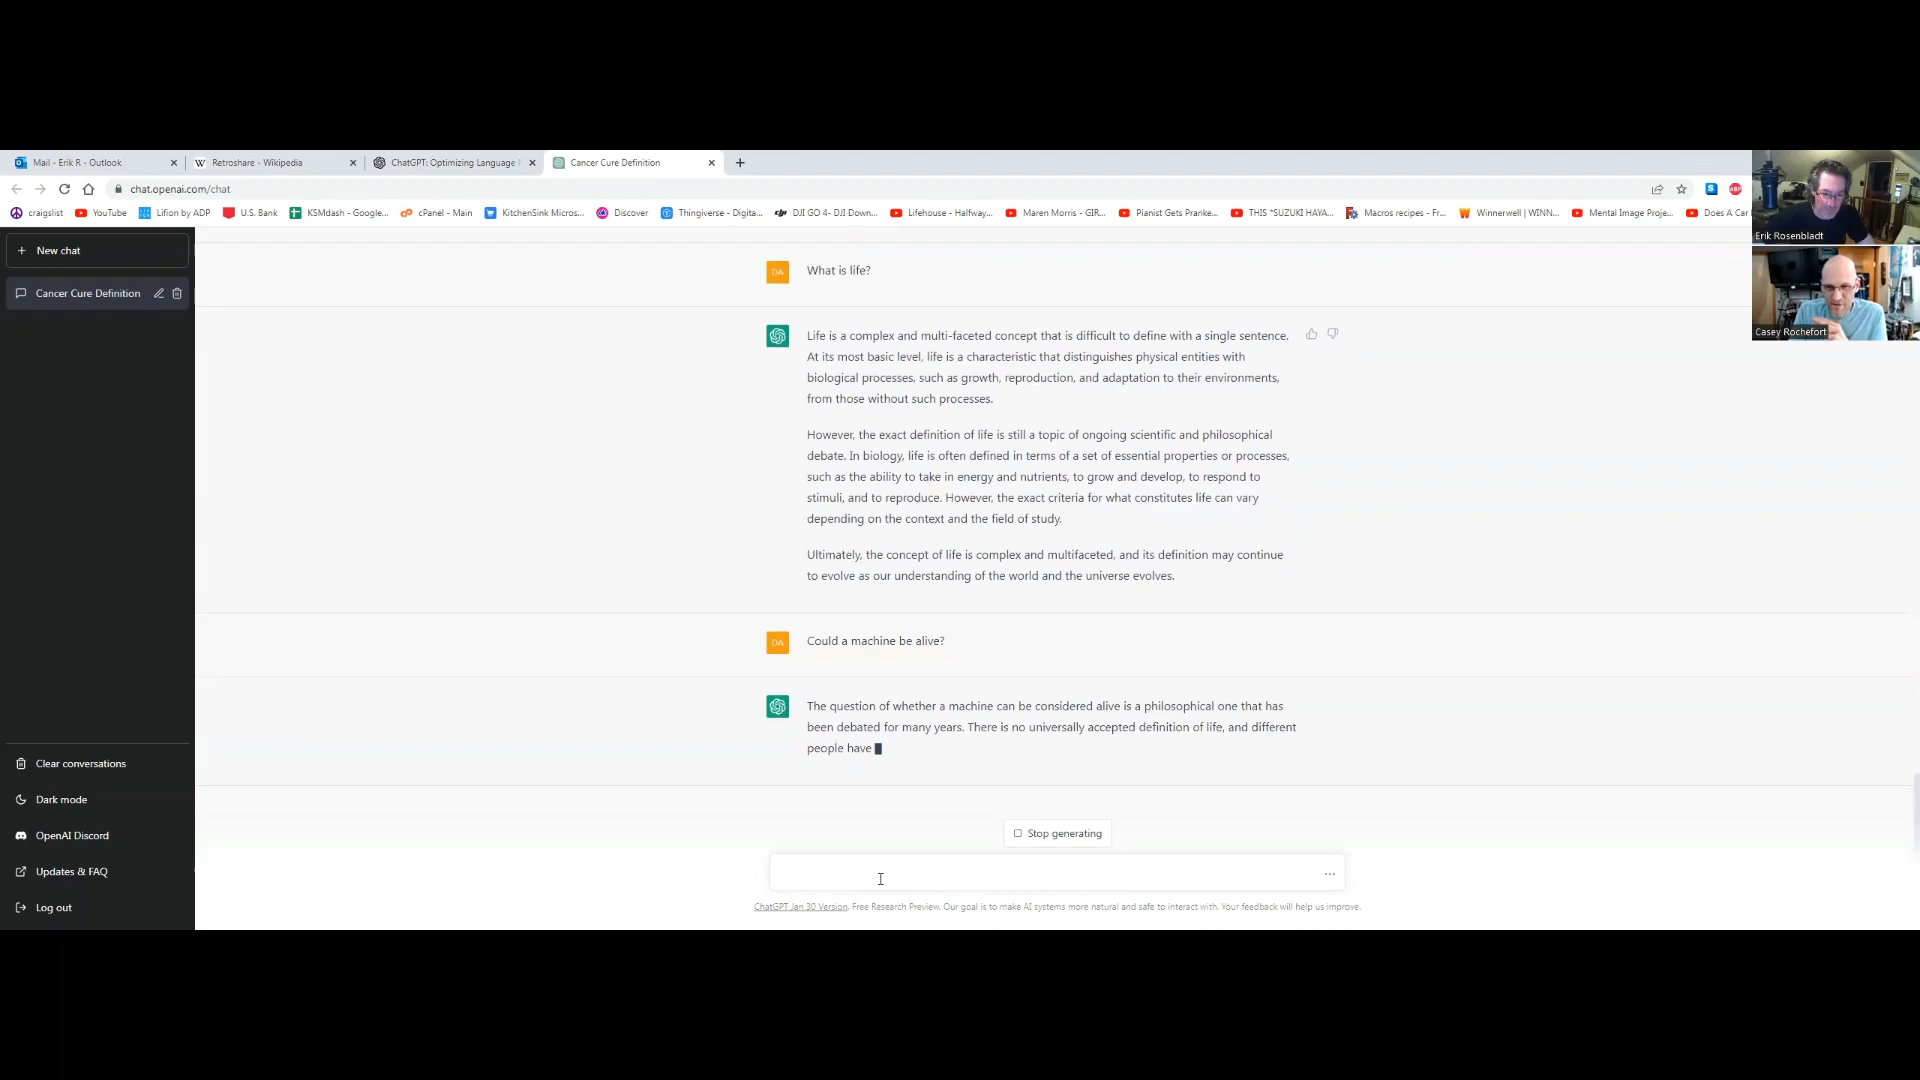 Mail - Erik R - Outlook
Retroshare - Wikipedia
ChatGPT: Optimizing Language
Cancer Cure Definition
chat.openai.com/chat
craigslist
YouTube
Lifion by ADP
U.S. Bank
KSMdash - Google...
cPanel - Main
KitchenSink Micros...
Discover
Thingiverse - Digita...
DJI GO 4- DJI Down...
Lifehouse - Halfway...
Maren Morris - GIR...
Pianist Gets Pranke...
THIS *SUZUKI HAYA...
Macros recipes - Fr...
Winnerwell | WINN...
Mental Image Proje...
Does A Car
ABP
Erik Rosenbladt
Casey Rochefort
New chat
Cancer Cure Definition
DA
What is life?
Life is a complex and multi-faceted concept that is difficult to define with a single sentence.
At its most basic level, life is a characteristic that distinguishes physical entities with
biological processes, such as growth, reproduction, and adaptation to their environments,
from those without such processes.
However, the exact definition of life is still a topic of ongoing scientific and philosophical
debate. In biology, life is often defined in terms of a set of essential properties or processes,
such as the ability to take in energy and nutrients, to grow and develop, to respond to
stimuli, and to reproduce. However, the exact criteria for what constitutes life can vary
depending on the context and the field of study.
Ultimately, the concept of life is complex and multifaceted, and its definition may continue
to evolve as our understanding of the world and the universe evolves.
DA
Could a machine be alive?
The question of whether a machine can be considered alive is a philosophical one that has
been debated for many years. There is no universally accepted definition of life, and different
people have
Clear conversations
Dark mode
OpenAI Discord
Updates & FAQ
Log out
Stop generating
ChatGPT Jan 30 Version. Free Research Preview. Our goal is to make AI systems more natural and safe to interact with. Your feedback will help us improve.